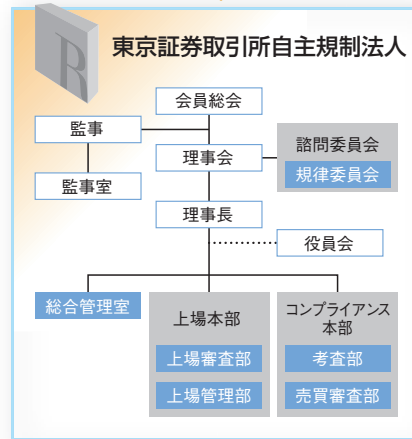 R
東京証券取引所自主規制法人
会員総会
監事
理事会
諮問委員会
規律委員会
監事室
理事長
役員会
総合管理室
上場本部
コンプライアンス
本部
上場審査部
考査部
上場管理部
売買審査部